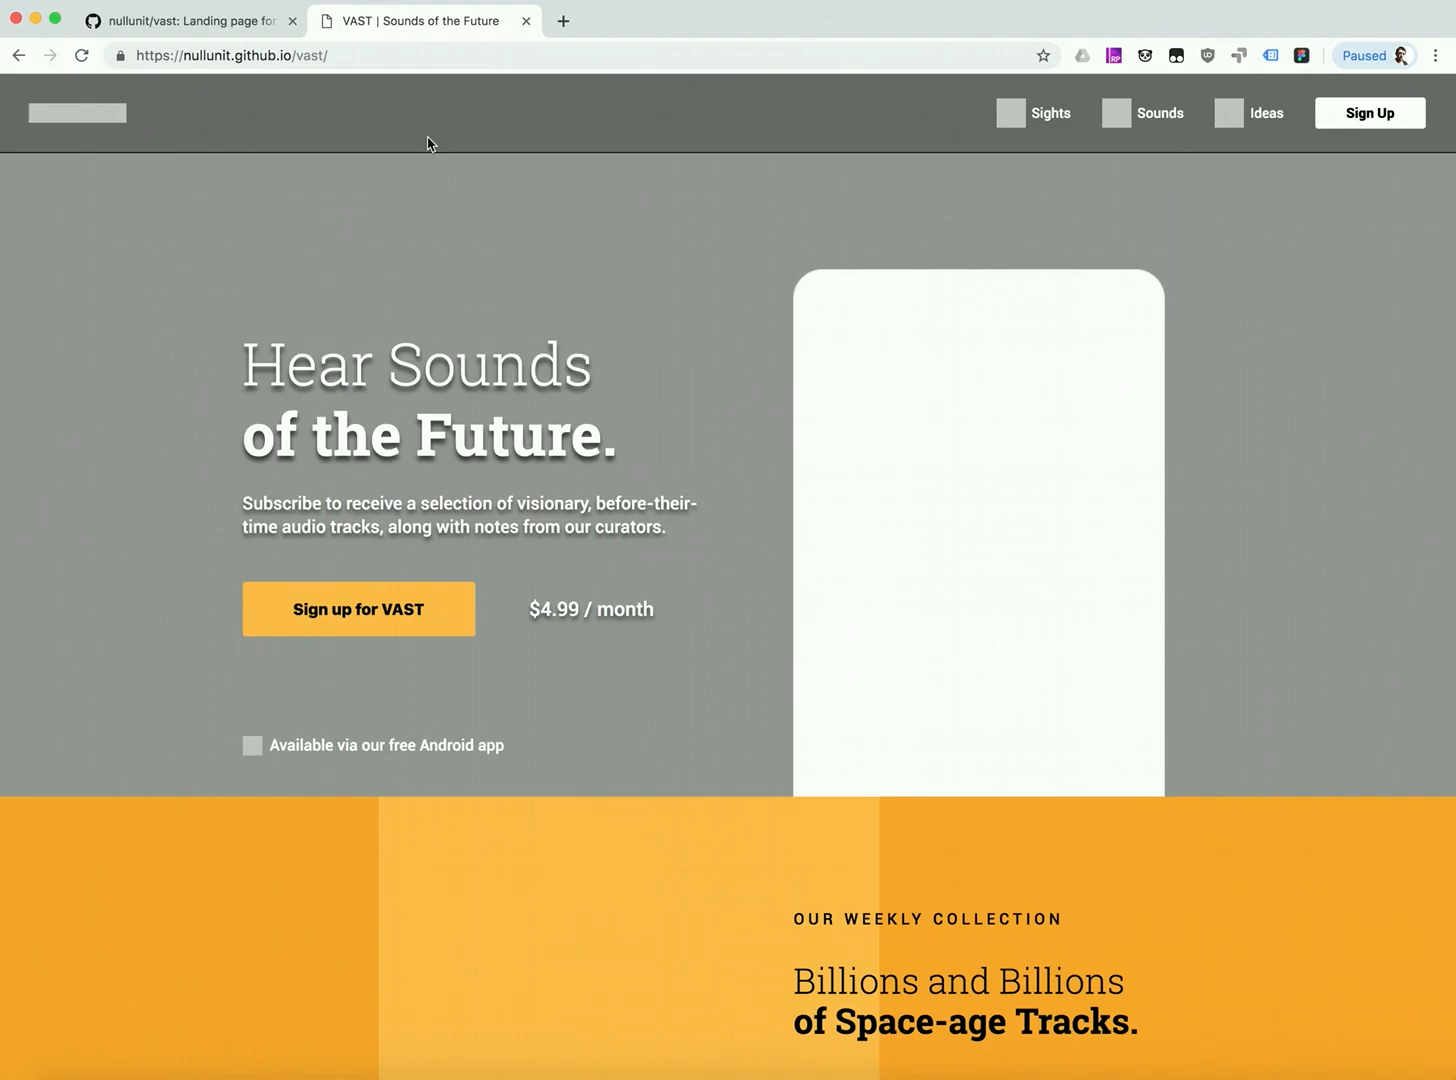 nullunit/vast: Landing page for
VAST | Sounds of the Future
https://nullunit.github.io/vast/
Paused
Sights
Sounds
Ideas
Sign Up
Hear Sounds
of the Future.
Subscribe to receive a selection of visionary, before-their-
time audio tracks, along with notes from our curators.
Sign up for VAST
$4.99 / month
Available via our free Android app
OUR WEEKLY COLLECTION
Billions and Billions
of Space-age Tracks.